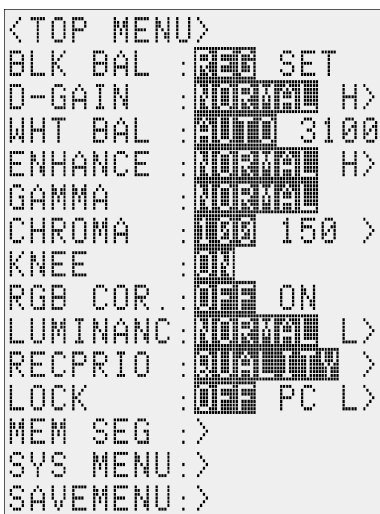 <TOP MENU>
BLK BAL :REG SET
D-GAIN :NORMAL H>
WHT BAL :AUTO 3100
ENHANCE :NORMAL H>
GAMMA :NORMAL
CHROMA :100 150 >
KNEE :ON
RGB COR.:OFF ON
LUMINANC:NORMAL L>
RECPRIO :QUALITY >
LOCK :OFF PC L>
MEM SEG :>
SYS MENU:>
SAVEMENU:>